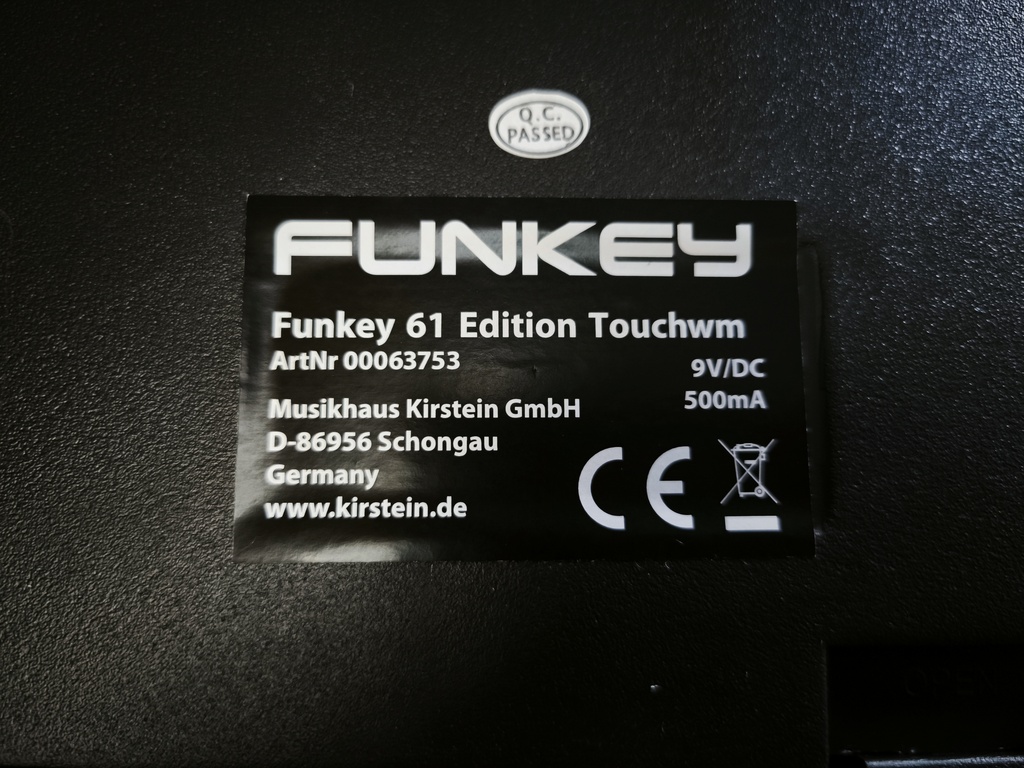 Q.C.
PASSED
FUNKEY
Funkey 61 Edition Touchwm
ArtNr 00063753
9V/DC
500mA
Musikhaus Kirstein GmbH
D-86956 Schongau
Germany
www.kirstein.de
CE
OPEN